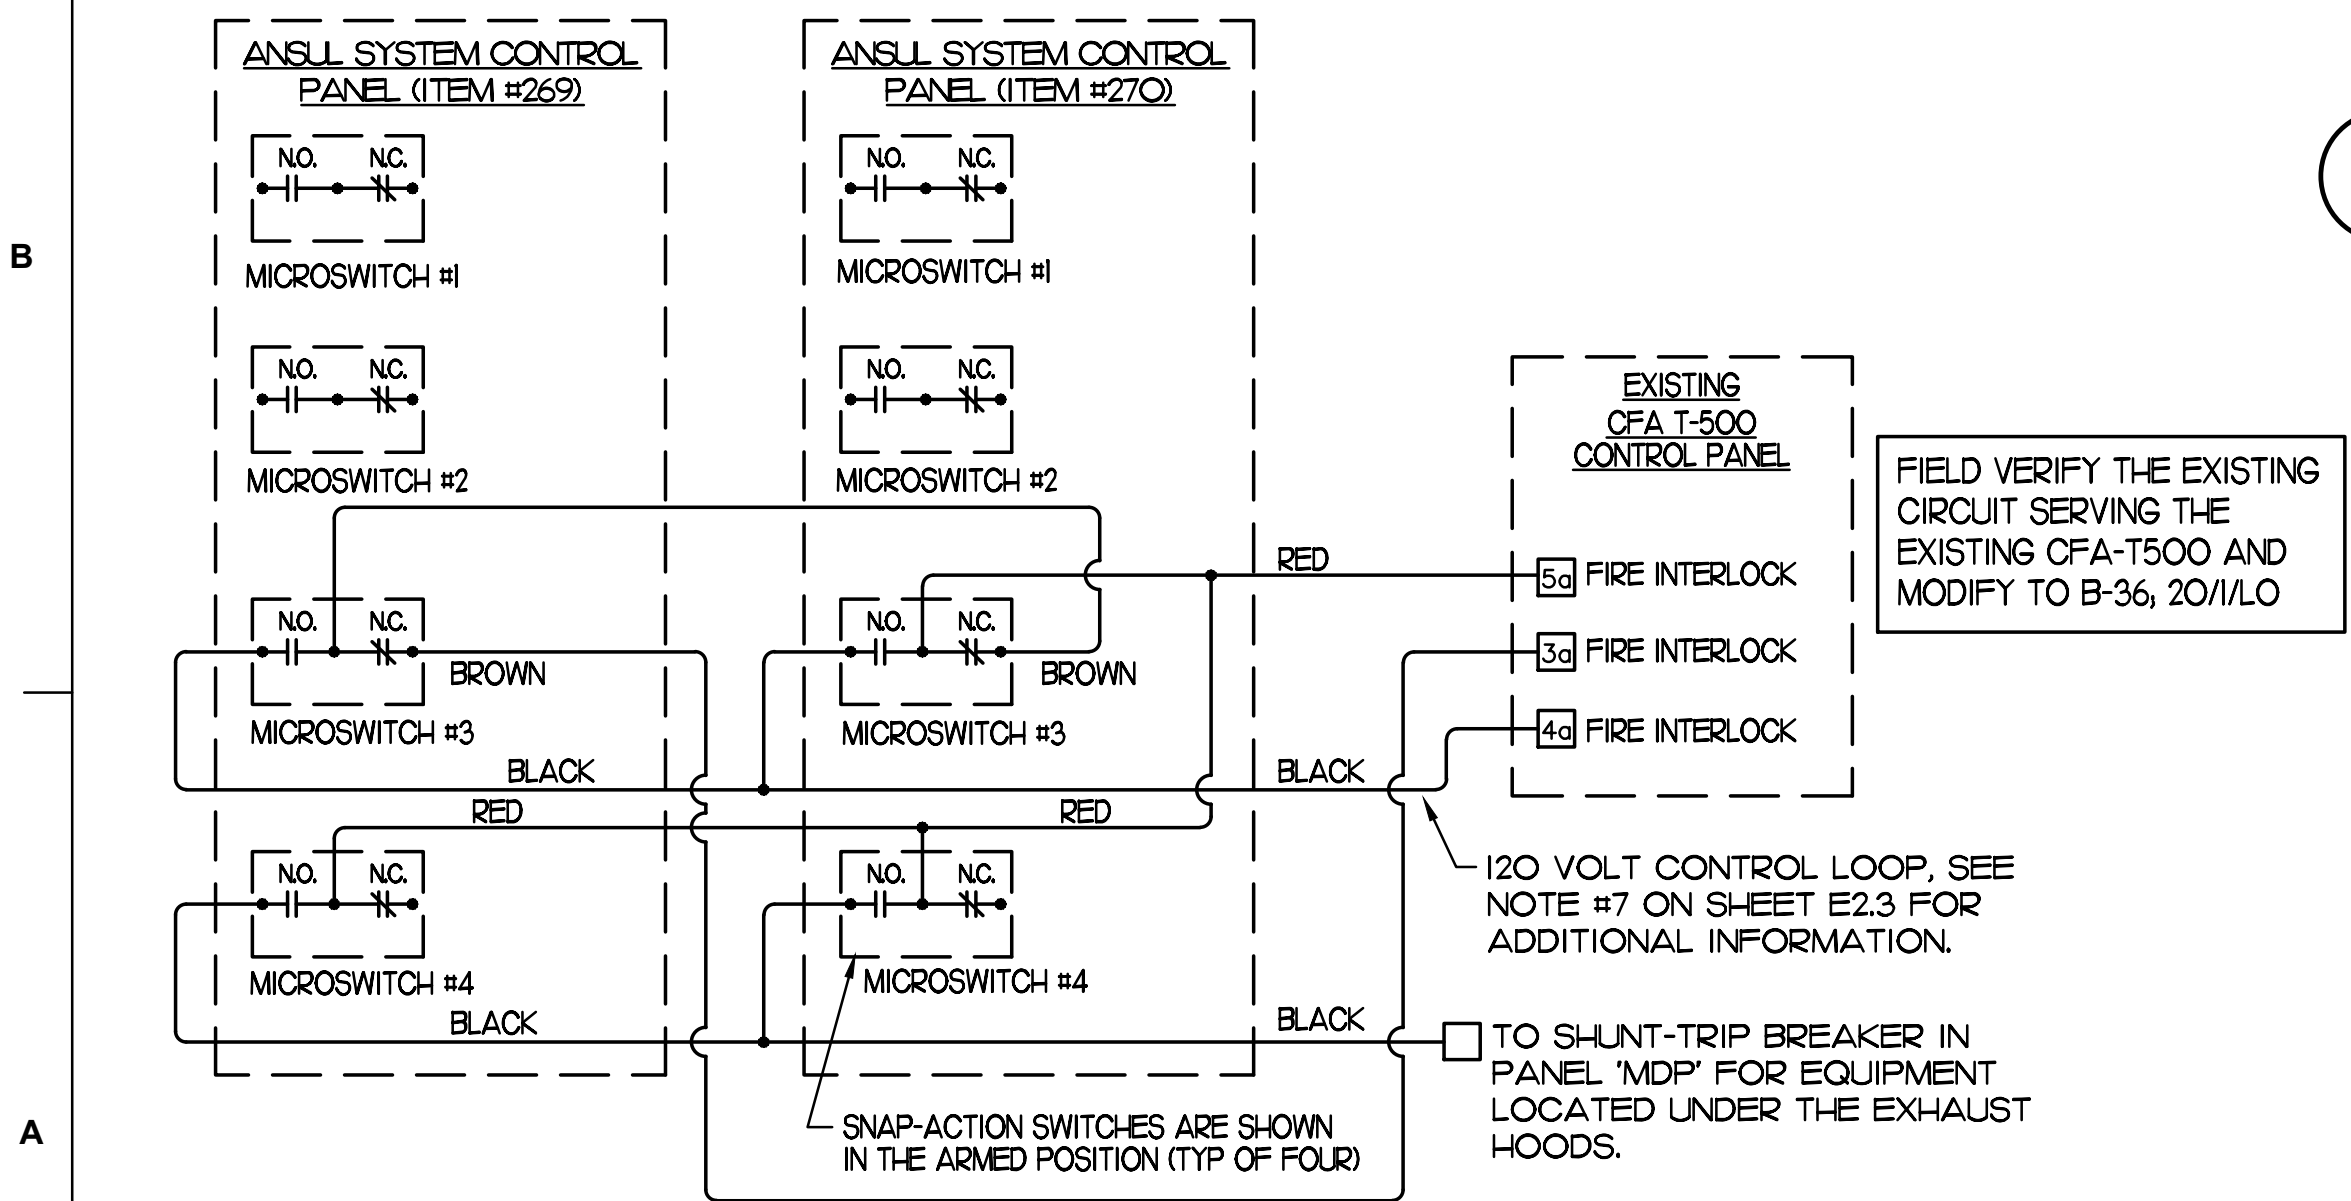 ANSUL SYSTEM CONTROL
PANEL (ITEM #269)
N.O. N.C.
MICROSWITCH #1
N.O. N.C.
MICROSWITCH #2
N.O. N.C.
BROWN
MICROSWITCH #3
BLACK
RED
N.O. N.C.
MICROSWITCH #4
BLACK
ANSUL SYSTEM CONTROL
PANEL (ITEM #270)
N.O. N.C.
MICROSWITCH #1
N.O. N.C.
MICROSWITCH #2
RED
N.O. N.C.
BROWN
MICROSWITCH #3
BLACK
RED
N.O. N.C.
MICROSWITCH #4
BLACK
SNAP-ACTION SWITCHES ARE SHOWN
IN THE ARMED POSITION (TYP OF FOUR)
EXISTING
CFA T-500
CONTROL PANEL
5a FIRE INTERLOCK
3a FIRE INTERLOCK
4a FIRE INTERLOCK
FIELD VERIFY THE EXISTING
CIRCUIT SERVING THE
EXISTING CFA-T500 AND
MODIFY TO B-36, 20/1/LO
120 VOLT CONTROL LOOP, SEE
NOTE #7 ON SHEET E2.3 FOR
ADDITIONAL INFORMATION.
TO SHUNT-TRIP BREAKER IN
PANEL 'MDP' FOR EQUIPMENT
LOCATED UNDER THE EXHAUST
HOODS.
B
A